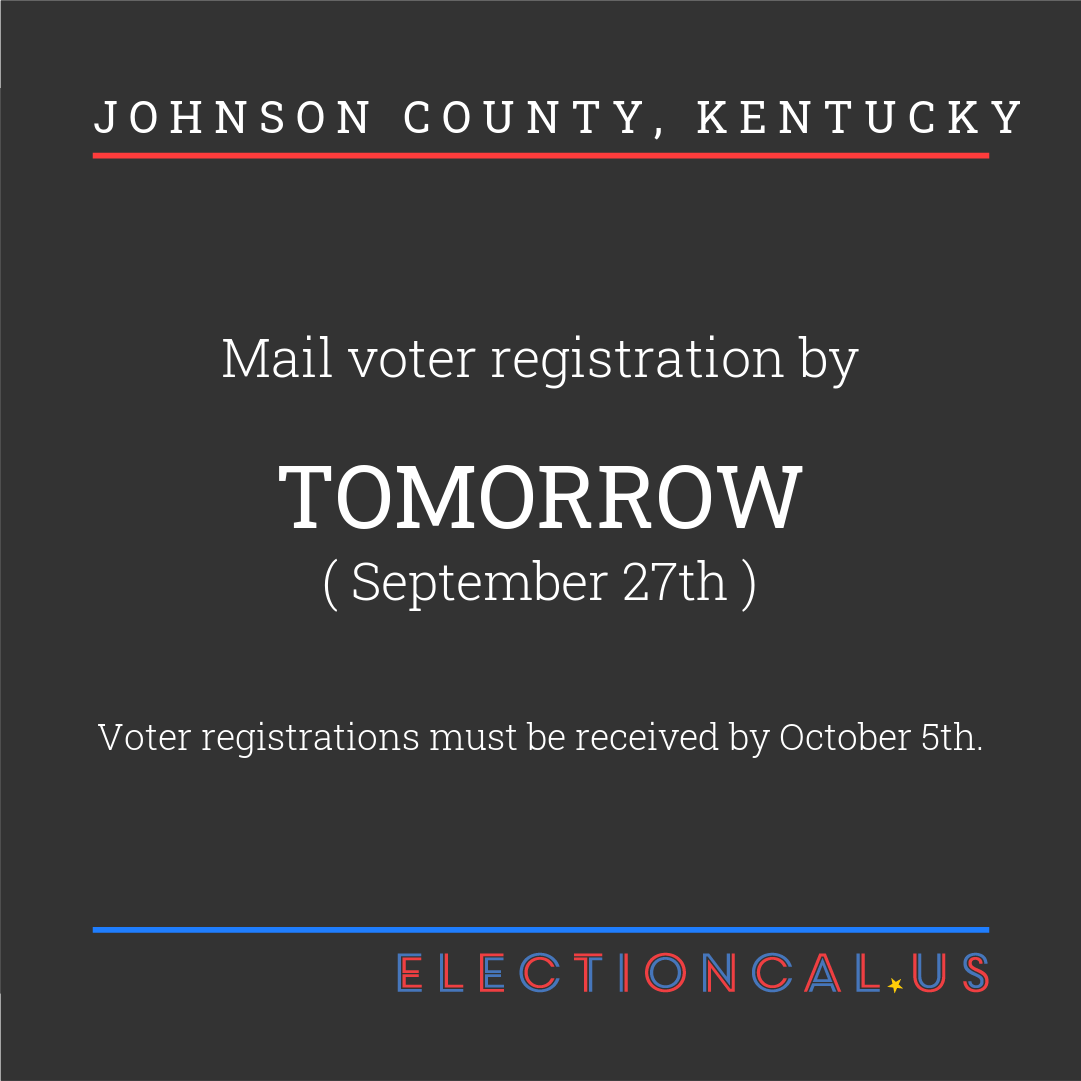 JOHNSON COUNTY, KENTUCKY
Mail voter registration by
TOMORROW
( September 27th )
Voter registrations must be received by October 5th.
ELECTIONCAL.US